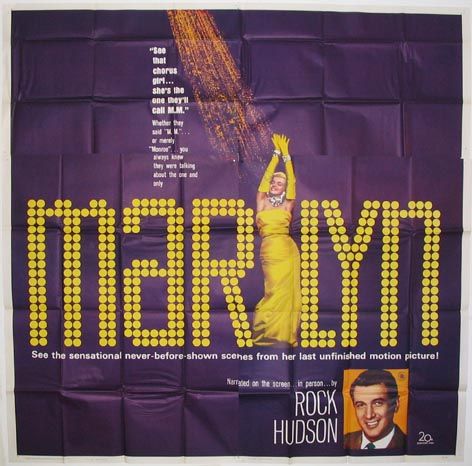 "See
that
chorus
girl...
she's the
one they'll
call M.M."
Whether they
said "M.M."...
or merely
"Monroe"...you
always knew
they were talking
about the one and
only
MARILYN
See the sensational never-before-shown scenes from her last unfinished motion picture!
Narrated on the screen...in person...by
ROCK
HUDSON
20